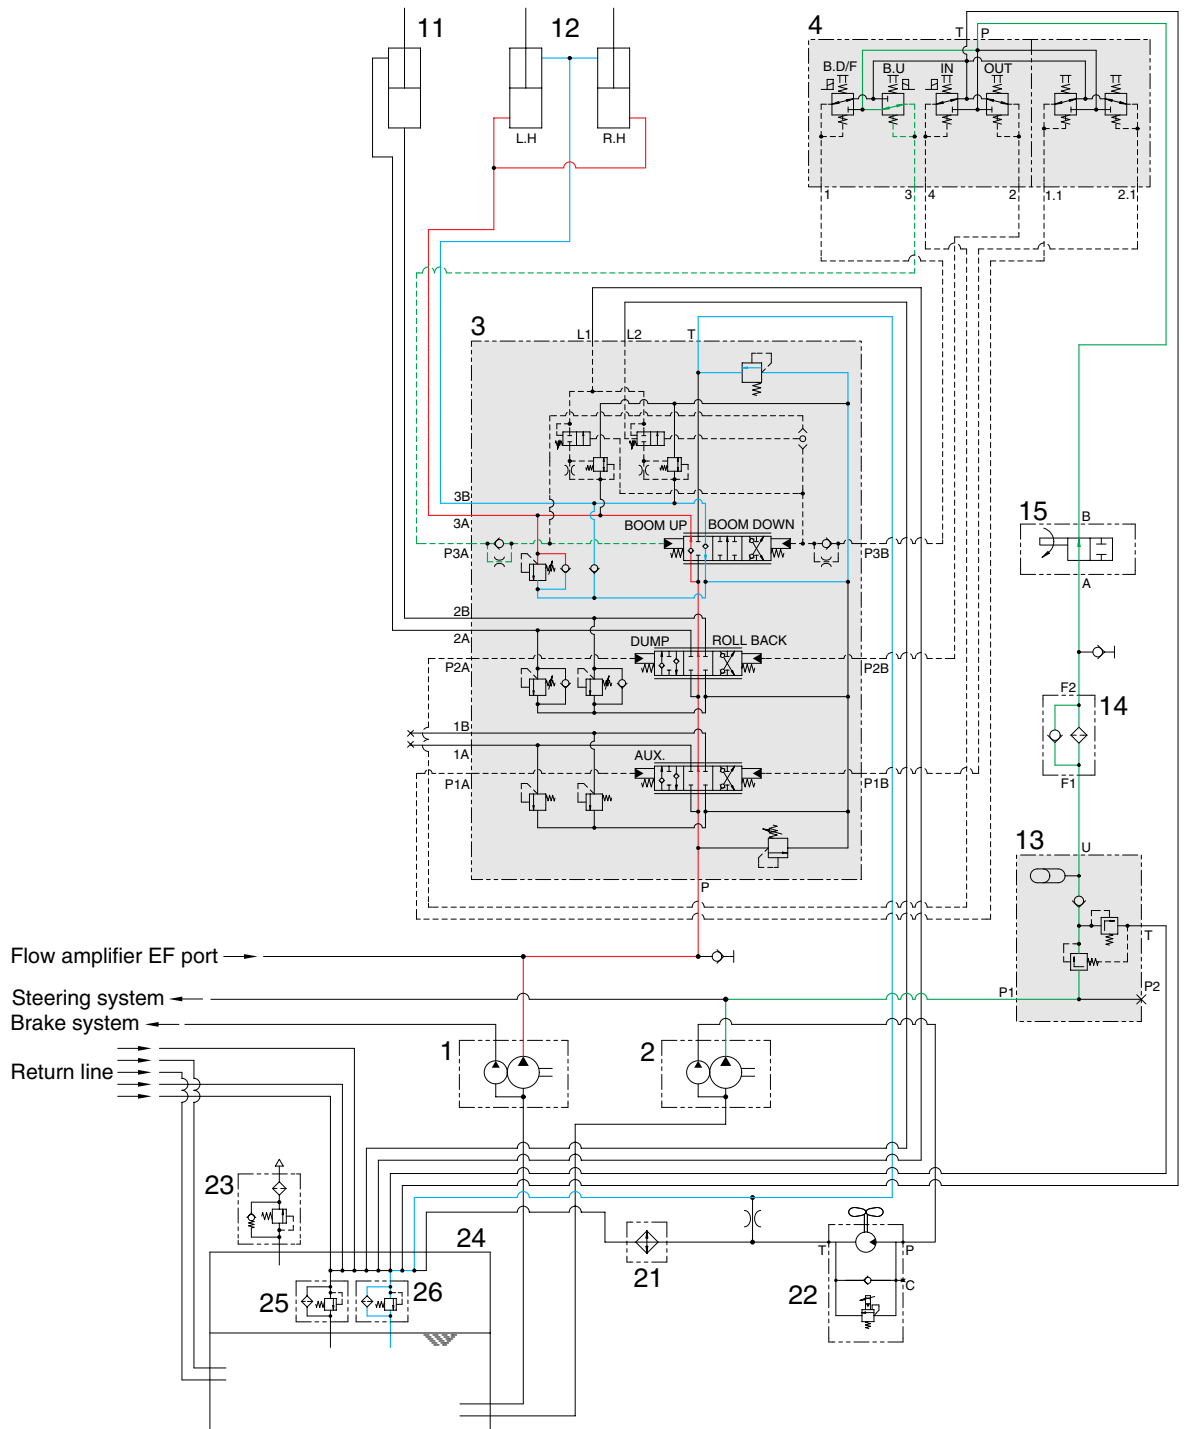 11
12
4
T P
B.D/F B.U IN OUT
L.H R.H
1 3 4 2 1.1 2.1
3
L1 L2 T
3B
3A
BOOM UP BOOM DOWN
P3A P3B
15
B
A
2B
2A
DUMP ROLL BACK
P2A P2B
F2
14
F1
1B
1A
AUX.
P1A P1B
13
U
P
T
Flow amplifier EF port
Steering system
P1 P2
Brake system
1 2
Return line
23
24
21
T P
C
22
25 26